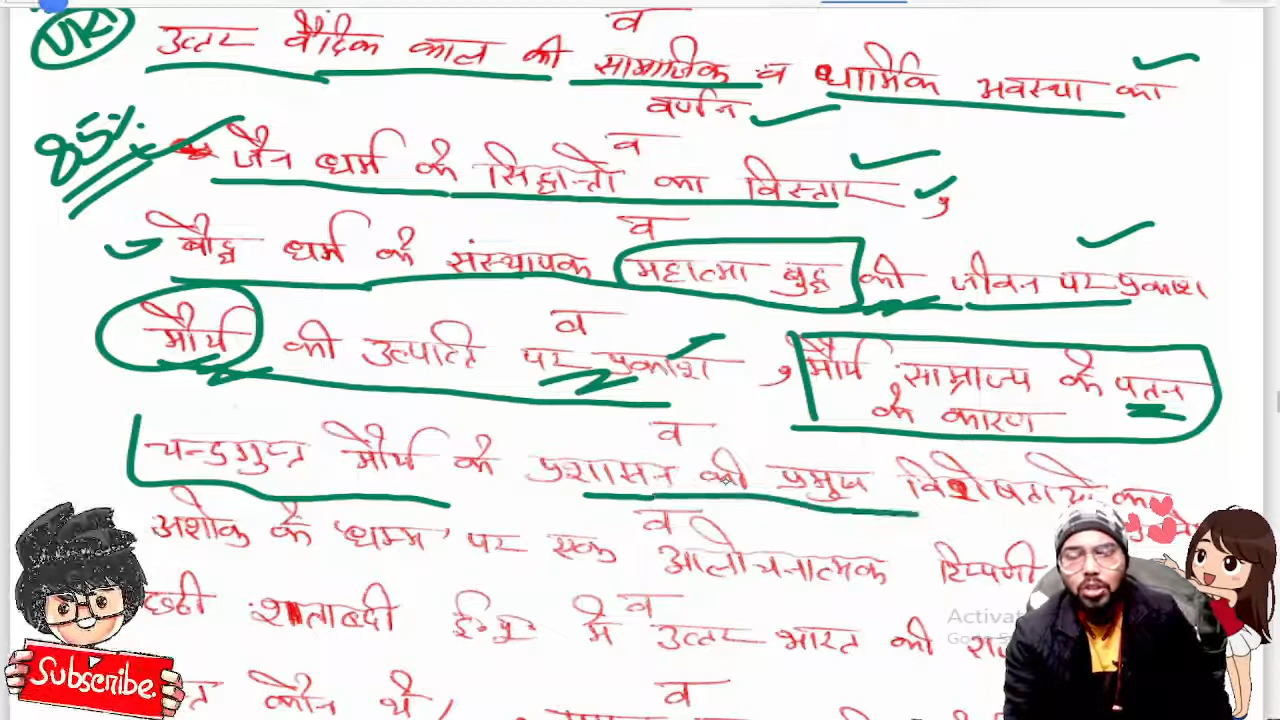 VVI
व
उत्तर वैदिक काल की सामाजिक व धार्मिक अवस्था का
वर्णन
85%
व
जैन धर्म के सिद्धान्तो का विस्तार,
व
बौद्ध धर्म के संस्थापक महात्मा बुद्ध की जीवन पर प्रकाश
व
मौर्य की उत्पति पर प्रकाश, मौर्य साम्राज्य के पतन
के कारण
व
चन्द्रगुप्त मौर्य के प्रशासन की प्रमुख विशेषताओ का
व
अशोक के 'धम्म' पर एक आलोचनात्मक टिप्पणी
व
छठी शताब्दी ई॰पू॰ मे उत्तर भारत की
व
कौन थे
Subscribe.